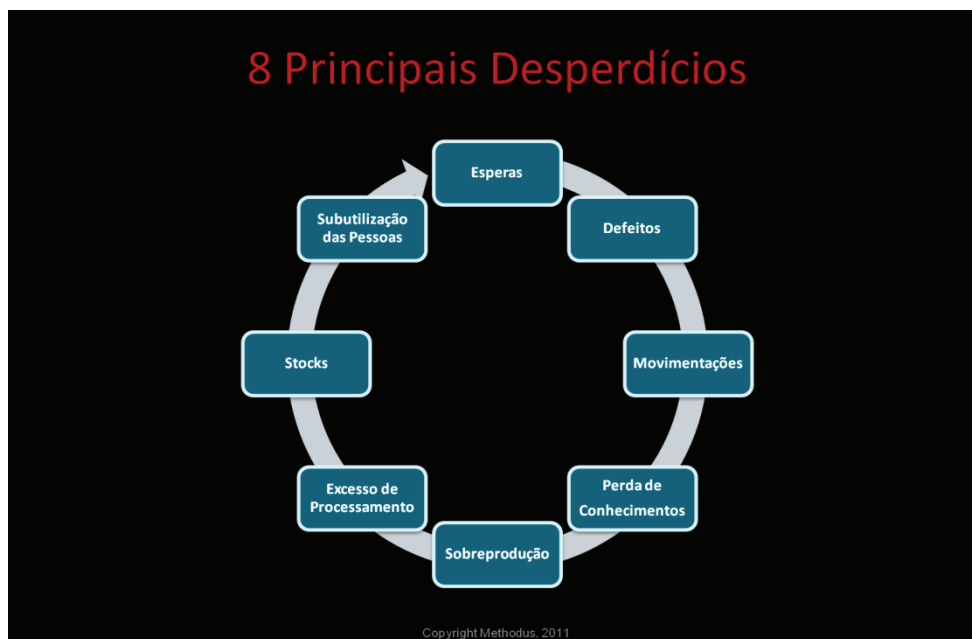 8 Principais Desperdícios
Esperas
Defeitos
Movimentações
Perda de
Conhecimentos
Sobreprodução
Excesso de
Processamento
Stocks
Subutilização
das Pessoas
Copyright Methodus, 2011